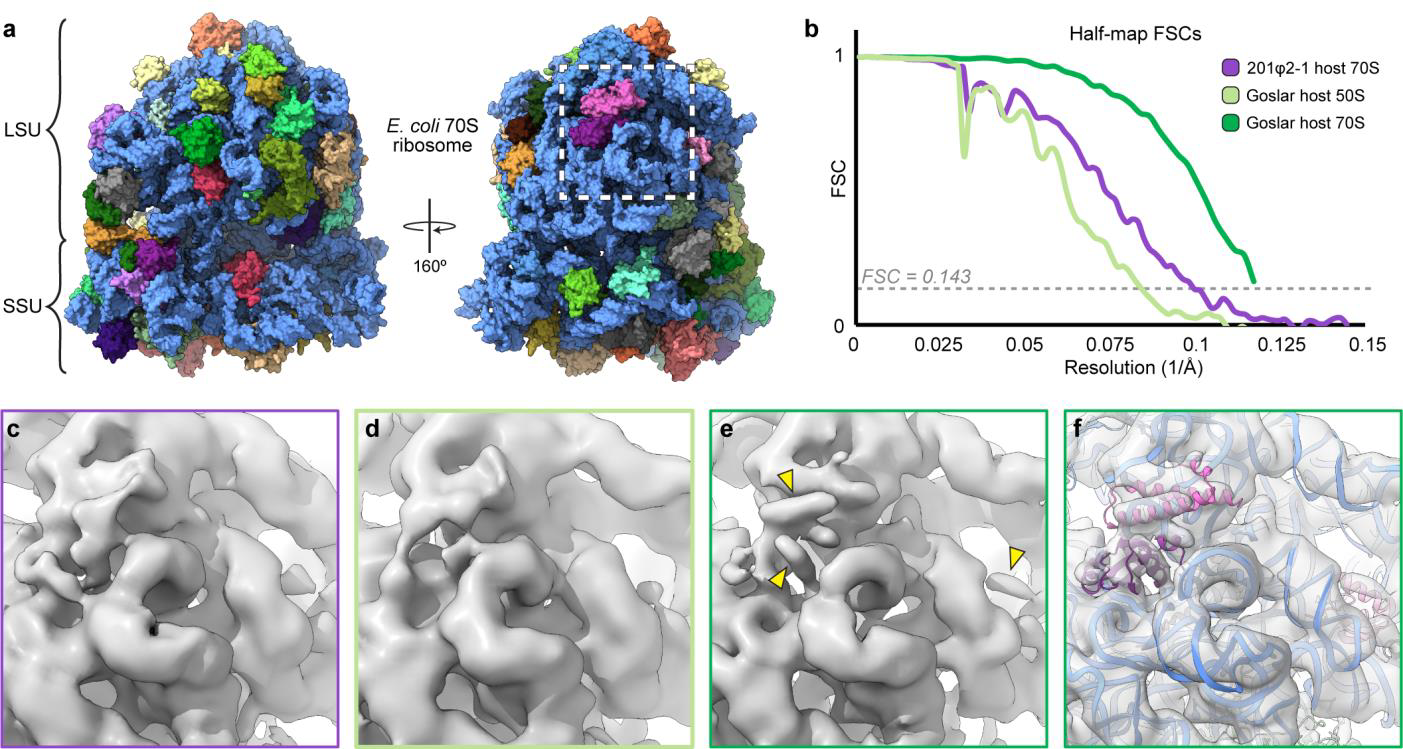 a
LSU
SSU
E. coli 70S
ribosome
160º
b
Half-map FSCs
201φ2-1 host 70S
Goslar host 50S
Goslar host 70S
1
FSC
FSC = 0.143
0
0 0.025 0.05 0.075 0.1 0.125 0.15
Resolution (1/Å)
c
d
e
f